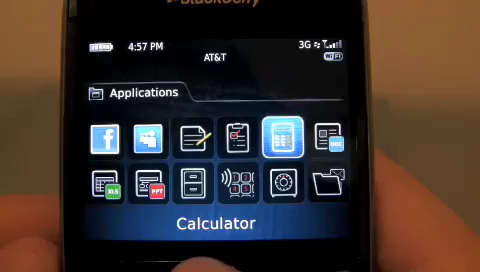 BlackBerry
4:57 PM
3G
AT&T
Applications
DOC
XLS
PPT
Calculator